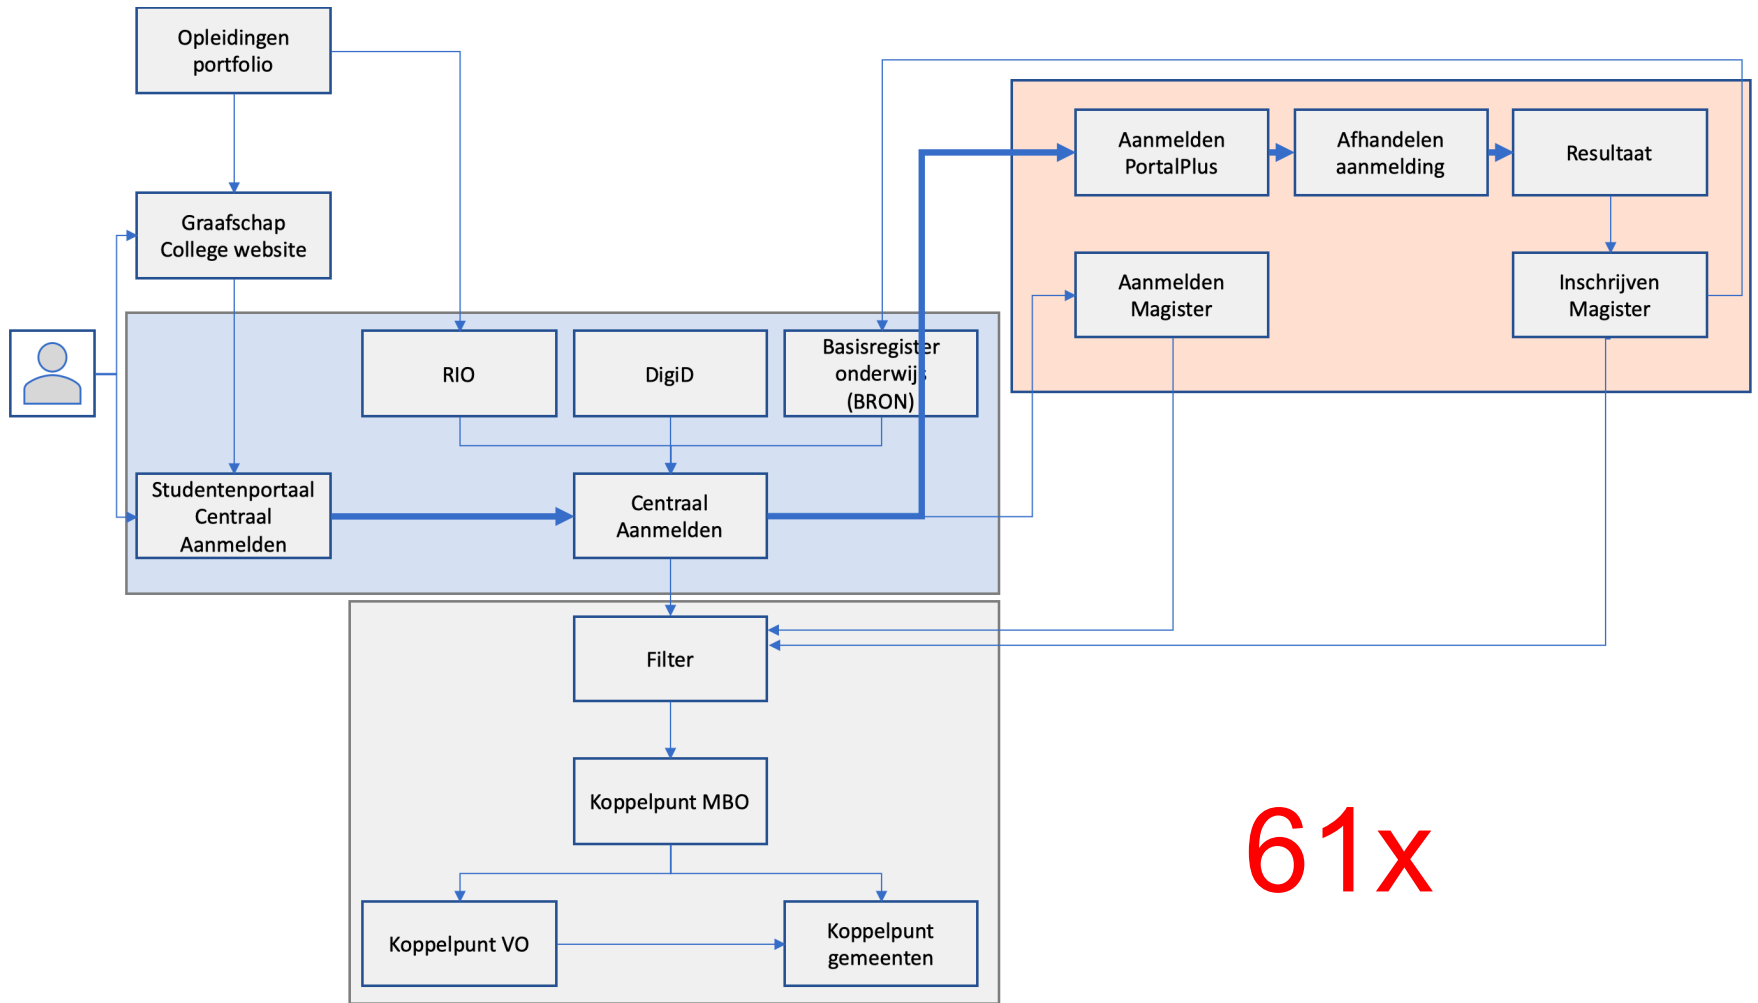 Opleidingen
portfolio
Graafschap
College website
RIO
DigiD
Basisregister
onderwijs
(BRON)
Studentenportaal
Centraal
Aanmelden
Centraal
Aanmelden
Aanmelden
PortalPlus
Afhandelen
aanmelding
Resultaat
Aanmelden
Magister
Inschrijven
Magister
Filter
Koppelpunt MBO
Koppelpunt VO
Koppelpunt
gemeenten
61x